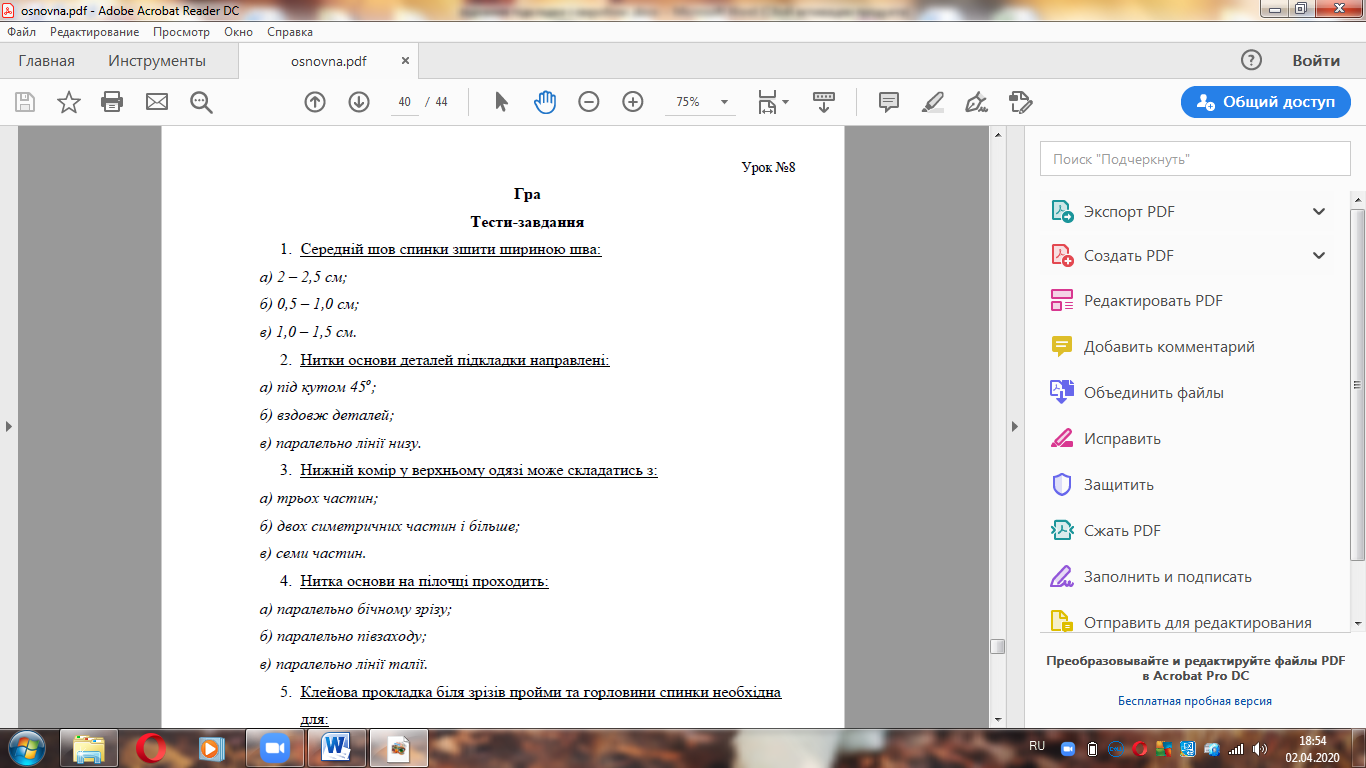 osnovna.pdf - Adobe Acrobat Reader DC
Файл Редактирование Просмотр Окно Справка
Главная Инструменты osnovna.pdf × ? Войти
40 / 44 75% Общий доступ
Урок №8
Гра
Тести-завдання
1. Середній шов спинки зшити шириною шва:
а) 2 – 2,5 см;
б) 0,5 – 1,0 см;
в) 1,0 – 1,5 см.
2. Нитки основи деталей підкладки направлені:
а) під кутом 45º;
б) вздовж деталей;
в) паралельно лінії низу.
3. Нижній комір у верхньому одязі може складатись з:
а) трьох частин;
б) двох симетричних частин і більше;
в) семи частин.
4. Нитка основи на пілочці проходить:
а) паралельно бічному зрізу;
б) паралельно півзаходу;
в) паралельно лінії талії.
5. Клейова прокладка біля зрізів пройми та горловини спинки необхідна
для:
Поиск "Подчеркнуть"
Экспорт PDF
Создать PDF
Редактировать PDF
Добавить комментарий
Объединить файлы
Исправить
Защитить
Сжать PDF
Заполнить и подписать
Отправить для редактирования
Преобразовывайте и редактируйте файлы PDF
в Acrobat Pro DC
Бесплатная пробная версия
RU 18:54
02.04.2020